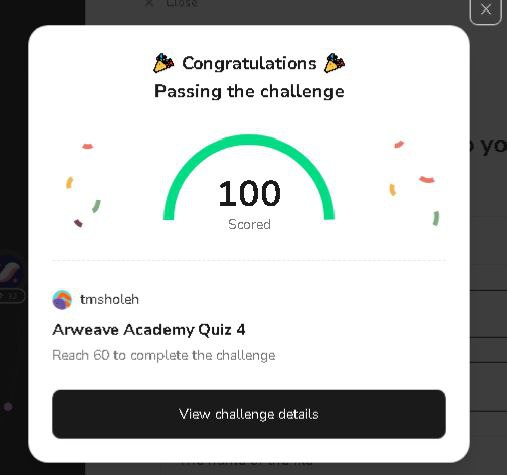 Close
Congratulations
Passing the challenge
100
Scored
tmsholeh
Arweave Academy Quiz 4
Reach 60 to complete the challenge
View challenge details